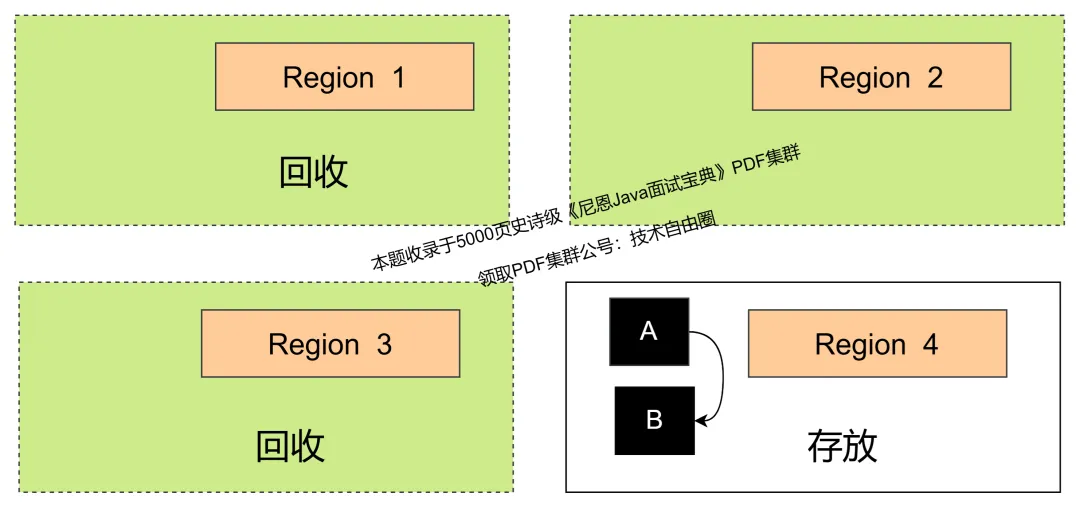 Region 1
Region 2
回收
本题收录于5000页史诗级《尼恩Java面试宝典》PDF集群
领取PDF集群公号：技术自由圈
A
Region 3
Region 4
B
回收
存放